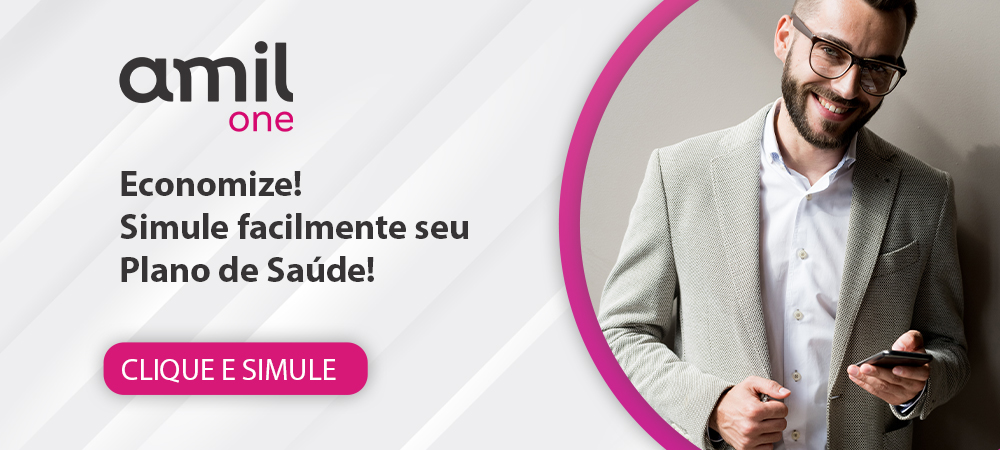 amil
one
Economize!
Simule facilmente seu
Plano de Saúde!
CLIQUE E SIMULE